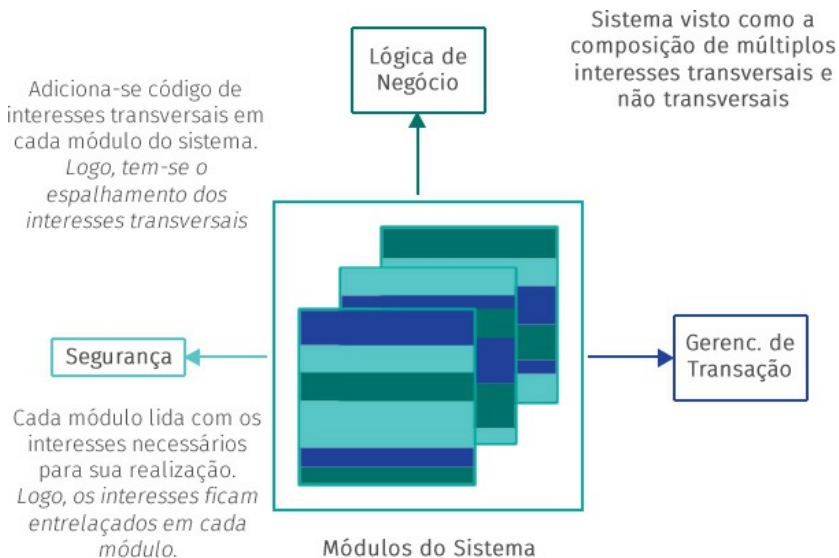 Sistema visto como a
composição de múltiplos
interesses transversais e
não transversais
Lógica de
Negócio
Adiciona-se código de
interesses transversais em
cada módulo do sistema.
Logo, tem-se o
espalhamento dos
interesses transversais
Segurança
Gerenc. de
Transação
Cada módulo lida com os
interesses necessários
para sua realização.
Logo, os interesses ficam
entrelaçados em cada
módulo.
Módulos do Sistema